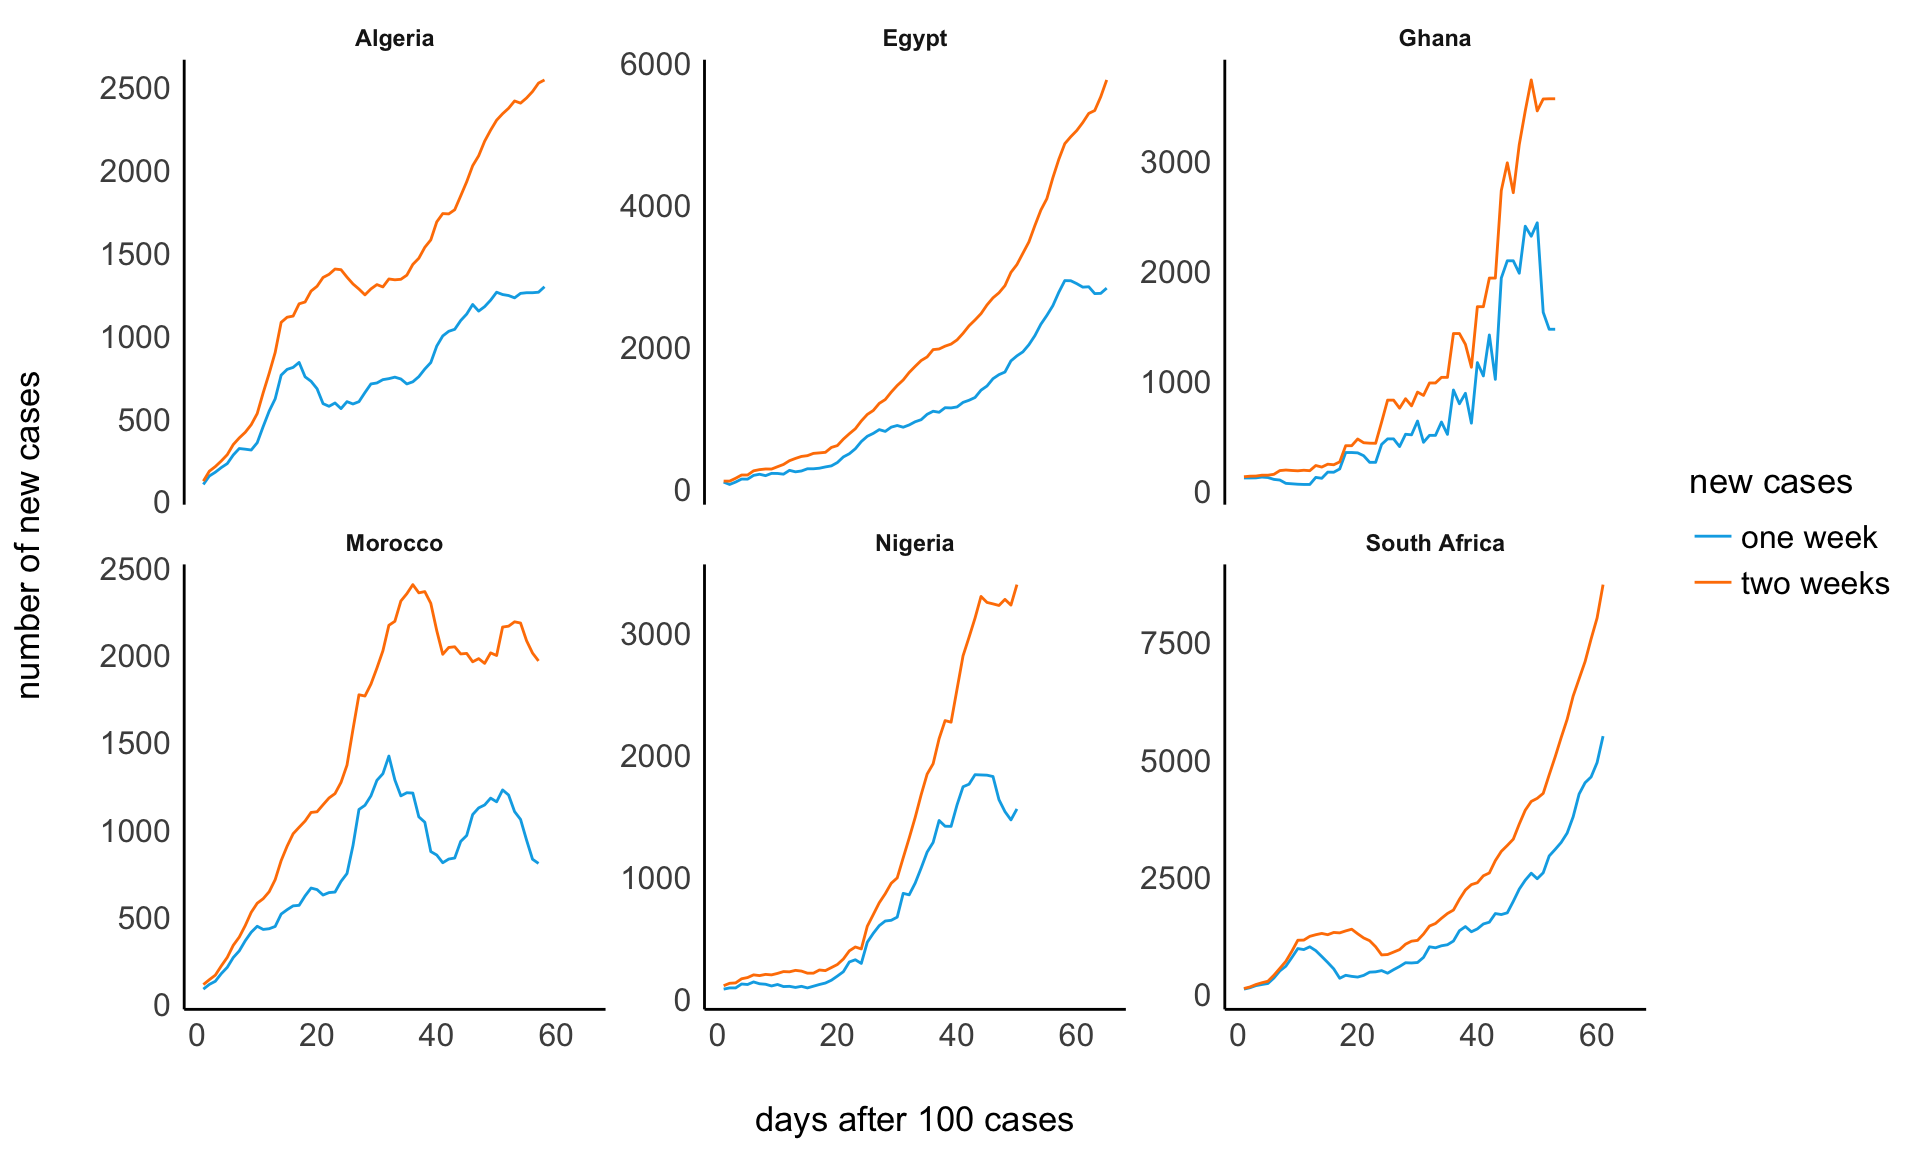 Algeria
Egypt
Ghana
2500
2000
1500
1000
500
0
6000
4000
2000
0
3000
2000
1000
0
number of new cases
Morocco
Nigeria
South Africa
2500
2000
1500
1000
500
0
3000
2000
1000
0
7500
5000
2500
0
0 20 40 60
0 20 40 60
0 20 40 60
days after 100 cases
new cases
one week
two weeks